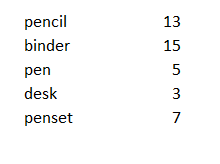 pencil 13
binder 15
pen 5
desk 3
penset 7